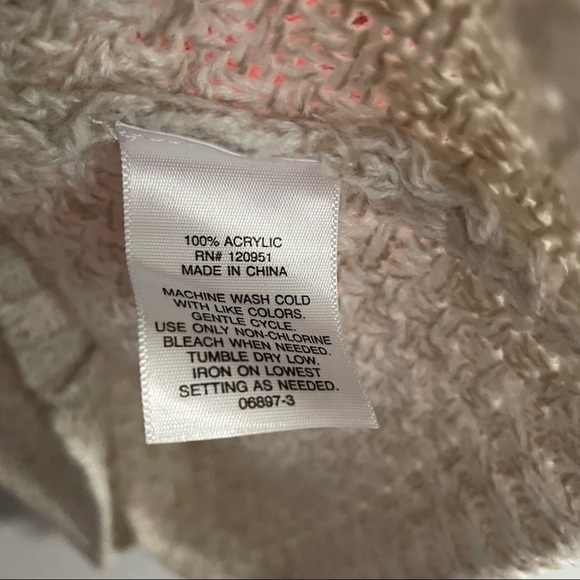 100% ACRYLIC
RN# 120951
MADE IN CHINA
MACHINE WASH COLD
WITH LIKE COLORS.
GENTLE CYCLE.
USE ONLY NON-CHLORINE
BLEACH WHEN NEEDED.
TUMBLE DRY LOW.
IRON ON LOWEST
SETTING AS NEEDED.
06897-3